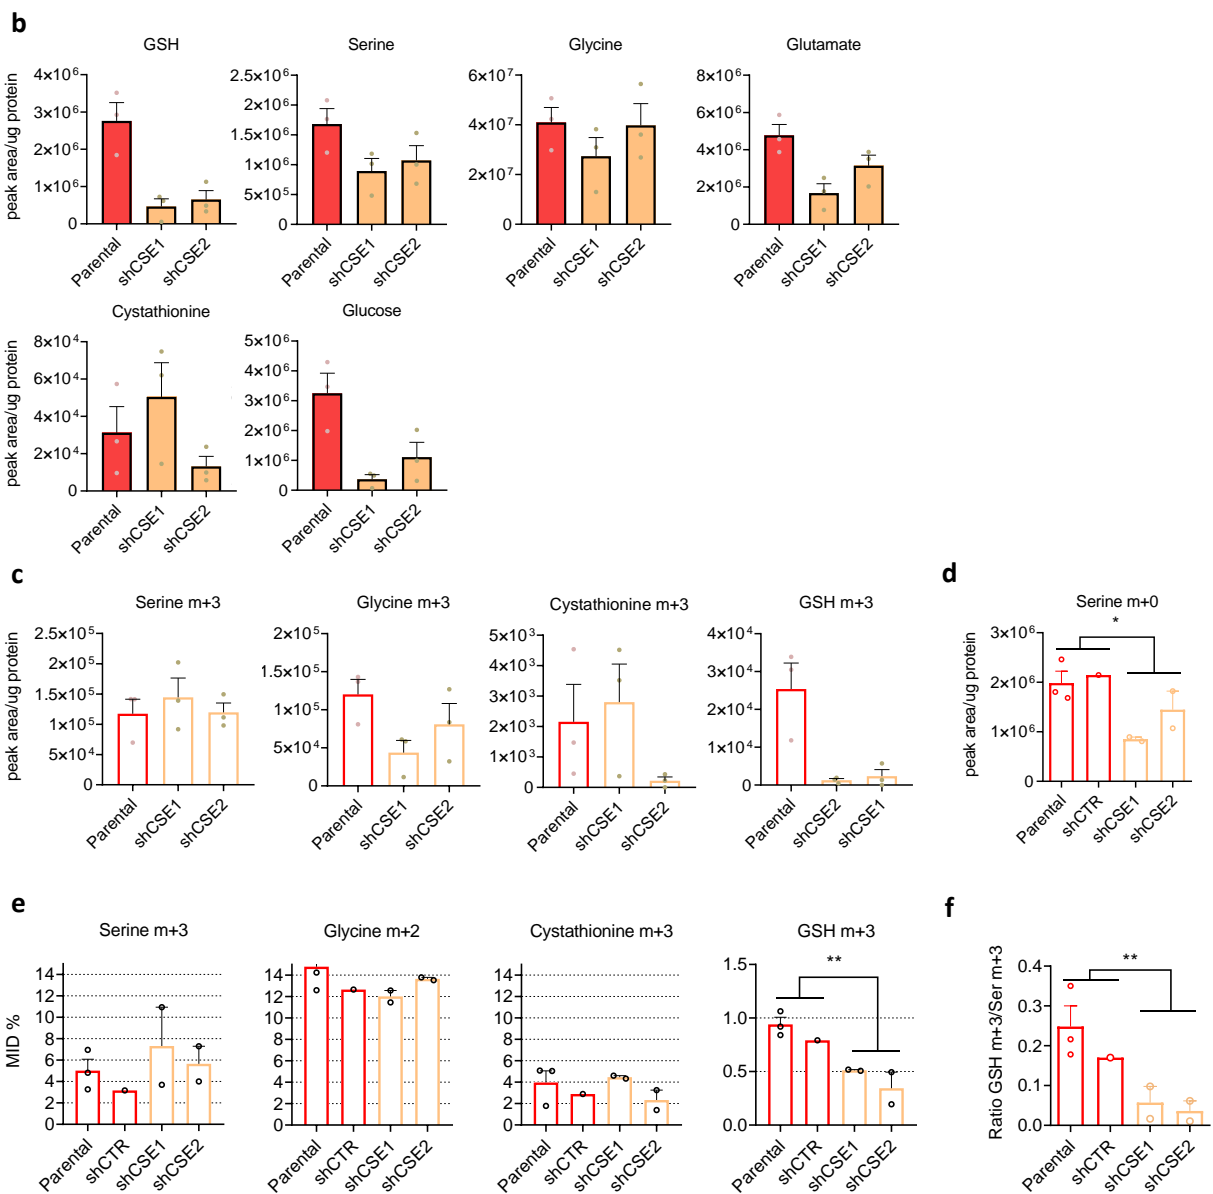 b
GSH
Serine
Glycine
Glutamate
peak area/ug protein
4×10⁶
3×10⁶
2×10⁶
1×10⁶
0
2.5×10⁶
2.0×10⁶
1.5×10⁶
1.0×10⁶
5.0×10⁵
0
6×10⁷
4×10⁷
2×10⁷
0
8×10⁶
6×10⁶
4×10⁶
2×10⁶
0
Parental
shCSE1
shCSE2
Parental
shCSE1
shCSE2
Parental
shCSE1
shCSE2
Parental
shCSE1
shCSE2
Cystathionine
Glucose
peak area/ug protein
8×10⁴
6×10⁴
4×10⁴
2×10⁴
0
5×10⁶
4×10⁶
3×10⁶
2×10⁶
1×10⁶
0
Parental
shCSE1
shCSE2
Parental
shCSE1
shCSE2
c
Serine m+3
Glycine m+3
Cystathionine m+3
GSH m+3
peak area/ug protein
2.5×10⁵
2×10⁵
1.5×10⁵
1×10⁵
5×10⁴
0
2×10⁵
1.5×10⁵
1×10⁵
5×10⁴
0
5×10³
4×10³
3×10³
2×10³
1×10³
0
4×10⁴
3×10⁴
2×10⁴
1×10⁴
0
Parental
shCSE1
shCSE2
Parental
shCSE1
shCSE2
Parental
shCSE1
shCSE2
Parental
shCSE2
shCSE1
d
Serine m+0
*
peak area/ug protein
3×10⁶
2×10⁶
1×10⁶
0
Parental
shCTR
shCSE1
shCSE2
e
Serine m+3
Glycine m+2
Cystathionine m+3
GSH m+3
**
MID %
14
12
10
8
6
4
2
0
14
12
10
8
6
4
2
0
14
12
10
8
6
4
2
0
1.5
1.0
0.5
0.0
Parental
shCTR
shCSE1
shCSE2
Parental
shCTR
shCSE1
shCSE2
Parental
shCTR
shCSE1
shCSE2
Parental
shCTR
shCSE1
shCSE2
f
**
Ratio GSH m+3/Ser m+3
0.4
0.3
0.2
0.1
0.0
Parental
shCTR
shCSE1
shCSE2